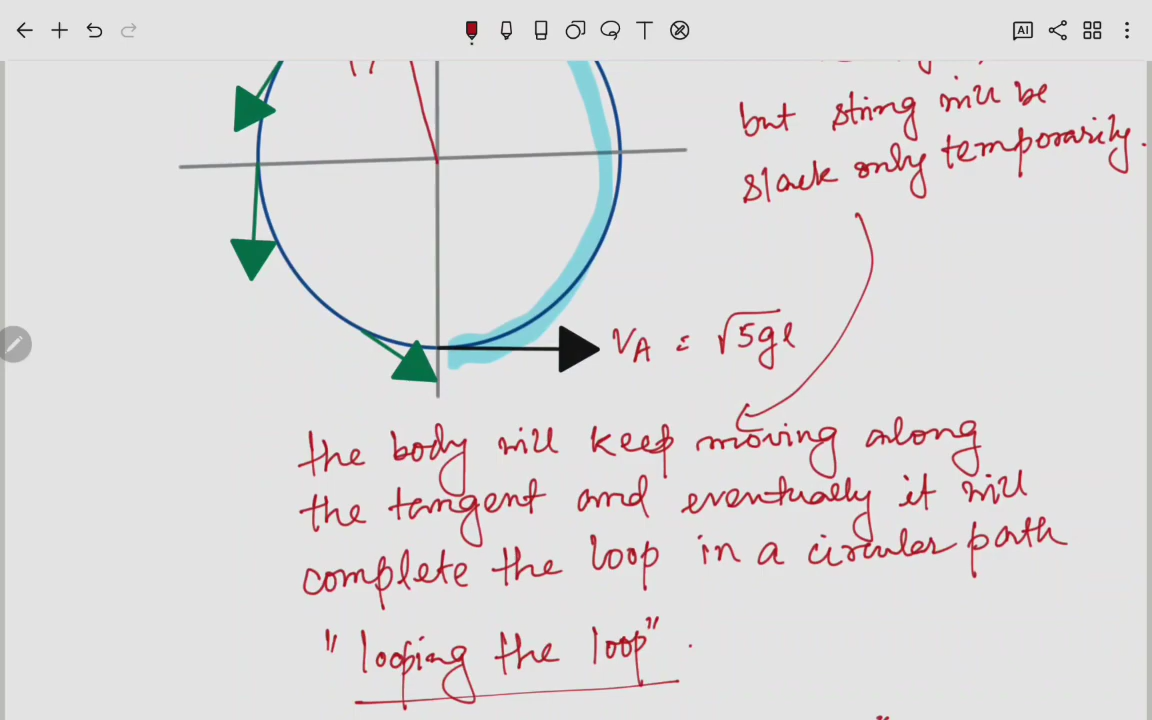 but string will be
slack only temporarily.
VA = √5gl
the body will keep moving along
the tangent and eventually it will
complete the loop in a circular path
"looping the loop".